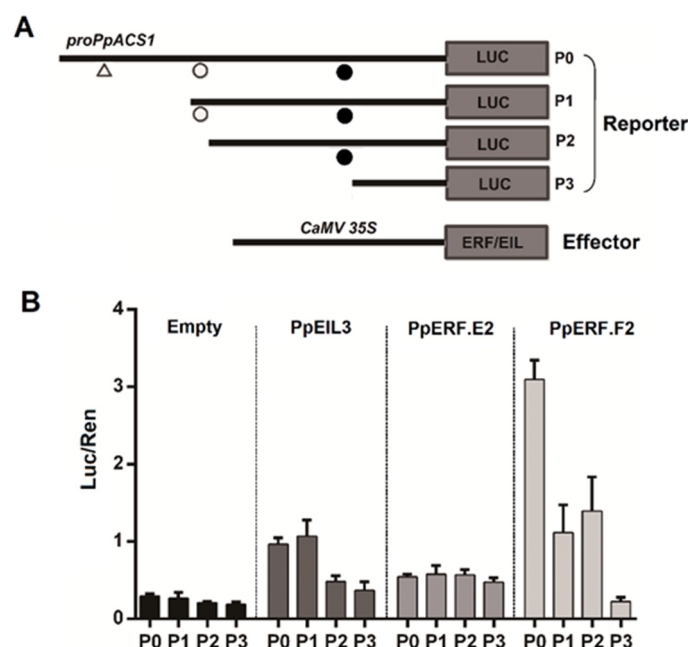 A
proPpACS1
LUC P0
LUC P1
LUC P2
LUC P3
Reporter
CaMV 35S
ERF/EIL Effector
B
4
3
2
1
0
Luc/Ren
Empty PpEIL3 PpERF.E2 PpERF.F2
P0 P1 P2 P3 P0 P1 P2 P3 P0 P1 P2 P3 P0 P1 P2 P3